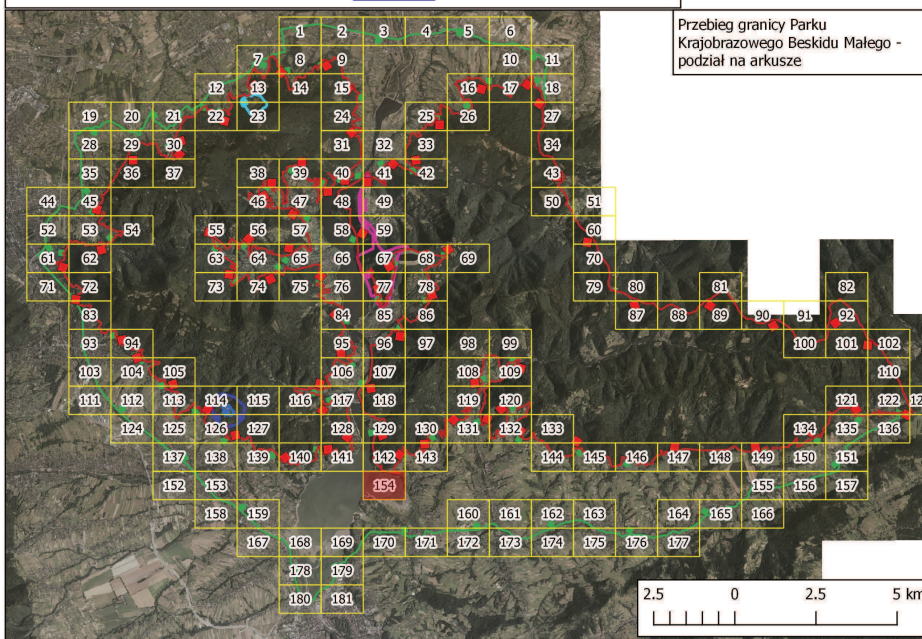 Przebieg granicy Parku
Krajobrazowego Beskidu Małego -
podział na arkusze
1 2 3 4 5 6
7 8 9 10 11
12 13 14 15 16 17 18
19 20 21 22 23 24 25 26 27
28 29 30 31 32 33 34
35 36 37 38 39 40 41 42 43
44 45 46 47 48 49 50 51
52 53 54 55 56 57 58 59 60
61 62 63 64 65 66 67 68 69 70
71 72 73 74 75 76 77 78 79 80 81 82
83 84 85 86 87 88 89 90 91 92
93 94 95 96 97 98 99 100 101 102
103 104 105 106 107 108 109 110
111 112 113 114 115 116 117 118 119 120 121 122
124 125 126 127 128 129 130 131 132 133 134 135 136
137 138 139 140 141 142 143 144 145 146 147 148 149 150 151
152 153 154 155 156 157
158 159 160 161 162 163 164 165 166
167 168 169 170 171 172 173 174 175 176 177
178 179
180 181
2.5 0 2.5 5 km